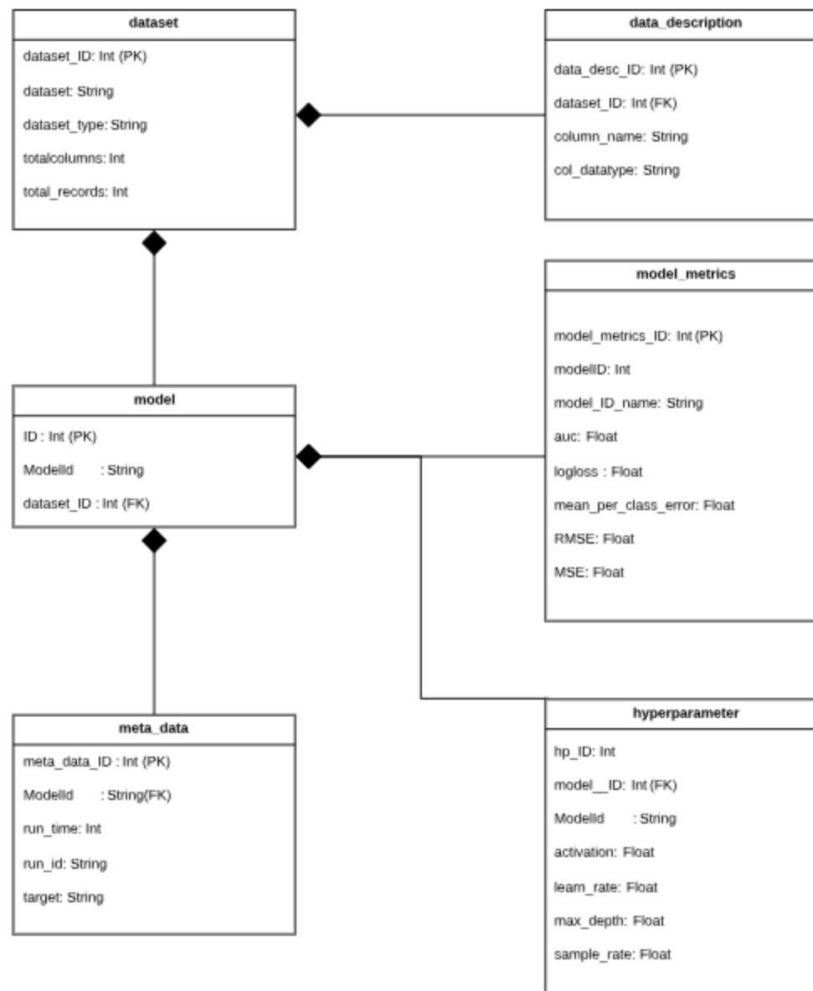 dataset
dataset_ID: Int (PK)
dataset: String
dataset_type: String
totalcolumns: Int
total_records: Int
data_description
data_desc_ID: Int (PK)
dataset_ID: Int (FK)
column_name: String
col_datatype: String
model
ID : Int (PK)
ModelId : String
dataset_ID : Int (FK)
model_metrics
model_metrics_ID: Int (PK)
modelID: Int
model_ID_name: String
auc: Float
logloss : Float
mean_per_class_error: Float
RMSE: Float
MSE: Float
meta_data
meta_data_ID : Int (PK)
ModelId : String(FK)
run_time: Int
run_id: String
target: String
hyperparameter
hp_ID: Int
model__ID: Int (FK)
ModelId : String
activation: Float
learn_rate: Float
max_depth: Float
sample_rate: Float